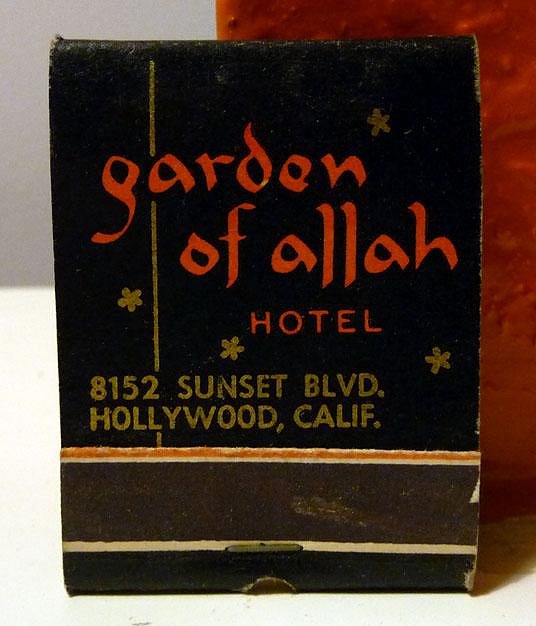 garden
of allah
HOTEL
8152 SUNSET BLVD.
HOLLYWOOD, CALIF.